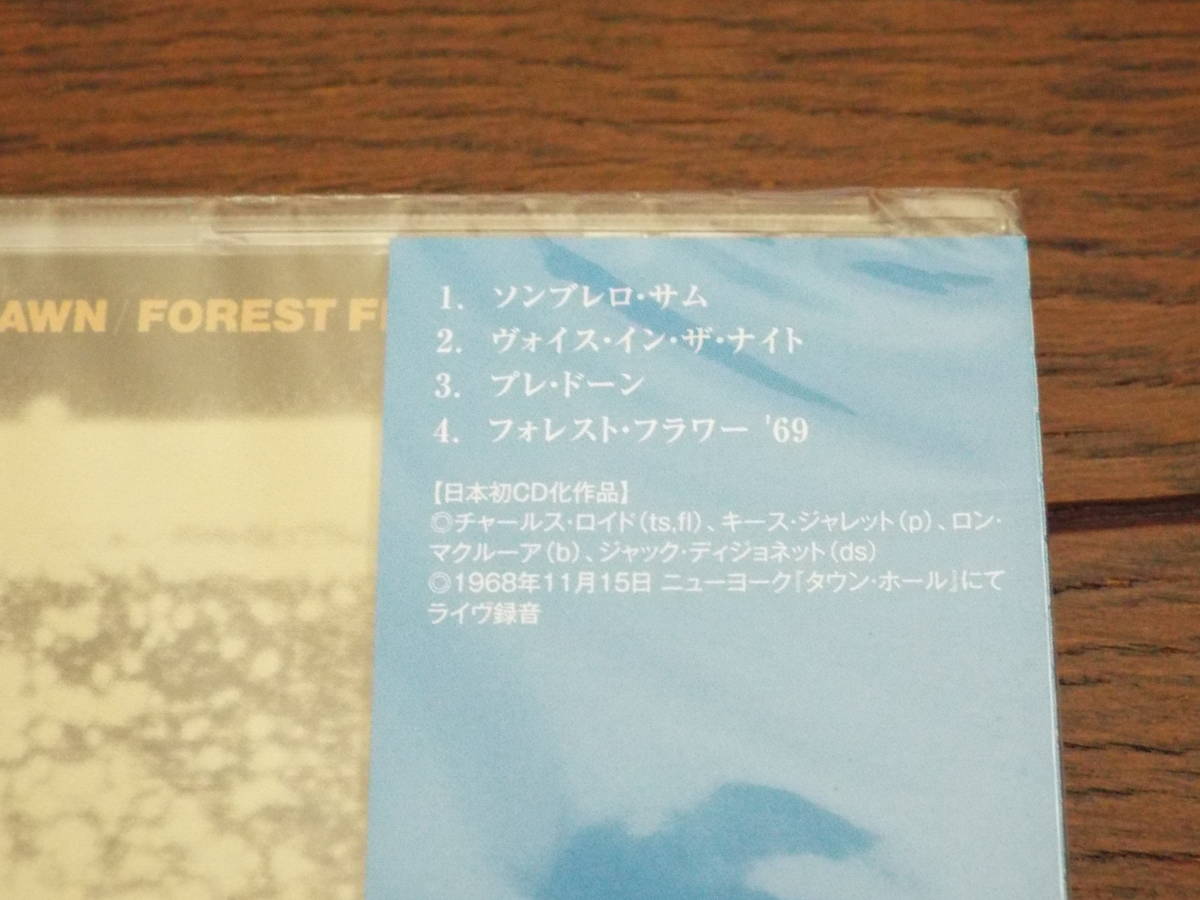 AWN / FOREST F
1. ソンブレロ・サム
2. ヴォイス・イン・ザ・ナイト
3. プレ・ドーン
4. フォレスト・フラワー '69
【日本初CD化作品】
◎チャールス・ロイド(ts,fl)、キース・ジャレット(p)、ロン・
マクルーア(b)、ジャック・ディジョネット(ds)
◎1968年11月15日 ニューヨーク『タウン・ホール』にて
ライヴ録音